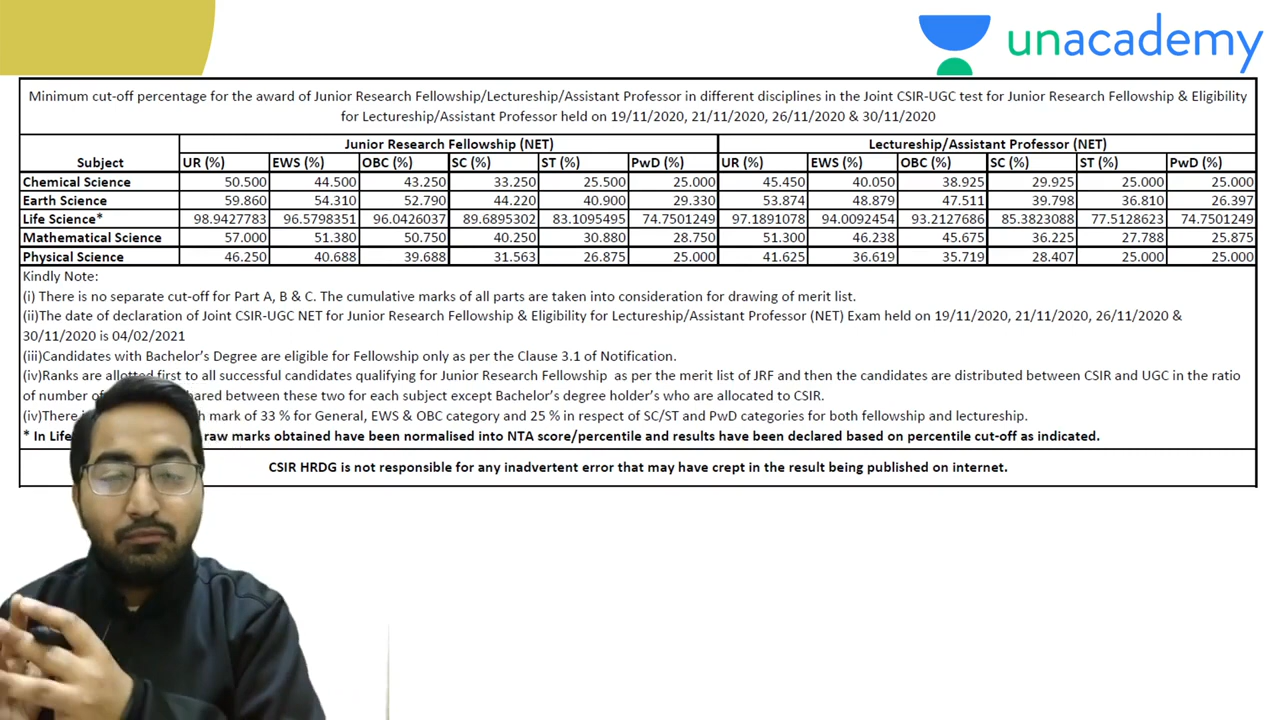 unacademy
Minimum cut-off percentage for the award of Junior Research Fellowship/Lectureship/Assistant Professor in different disciplines in the Joint CSIR-UGC test for Junior Research Fellowship & Eligibility
for Lectureship/Assistant Professor held on 19/11/2020, 21/11/2020, 26/11/2020 & 30/11/2020
Junior Research Fellowship (NET) Lectureship/Assistant Professor (NET)
Subject UR (%) EWS (%) OBC (%) SC (%) ST (%) PwD (%) UR (%) EWS (%) OBC (%) SC (%) ST (%) PwD (%)
Chemical Science 50.500 44.500 43.250 33.250 25.500 25.000 45.450 40.050 38.925 29.925 25.000 25.000
Earth Science 59.860 54.310 52.790 44.220 40.900 29.330 53.874 48.879 47.511 39.798 36.810 26.397
Life Science* 98.9427783 96.5798351 96.0426037 89.6895302 83.1095495 74.7501249 97.1891078 94.0092454 93.2127686 85.3823088 77.5128623 74.7501249
Mathematical Science 57.000 51.380 50.750 40.250 30.880 28.750 51.300 46.238 45.675 36.225 27.788 25.875
Physical Science 46.250 40.688 39.688 31.563 26.875 25.000 41.625 36.619 35.719 28.407 25.000 25.000
Kindly Note:
(i) There is no separate cut-off for Part A, B & C. The cumulative marks of all parts are taken into consideration for drawing of merit list.
(ii)The date of declaration of Joint CSIR-UGC NET for Junior Research Fellowship & Eligibility for Lectureship/Assistant Professor (NET) Exam held on 19/11/2020, 21/11/2020, 26/11/2020 &
30/11/2020 is 04/02/2021
(iii)Candidates with Bachelor's Degree are eligible for Fellowship only as per the Clause 3.1 of Notification.
(iv)Ranks are allotted first to all successful candidates qualifying for Junior Research Fellowship as per the merit list of JRF and then the candidates are distributed between CSIR and UGC in the ratio
of number of shared between these two for each subject except Bachelor's degree holder's who are allocated to CSIR.
(iv)There mark of 33 % for General, EWS & OBC category and 25 % in respect of SC/ST and PwD categories for both fellowship and lectureship.
* In Life raw marks obtained have been normalised into NTA score/percentile and results have been declared based on percentile cut-off as indicated.
CSIR HRDG is not responsible for any inadvertent error that may have crept in the result being published on internet.